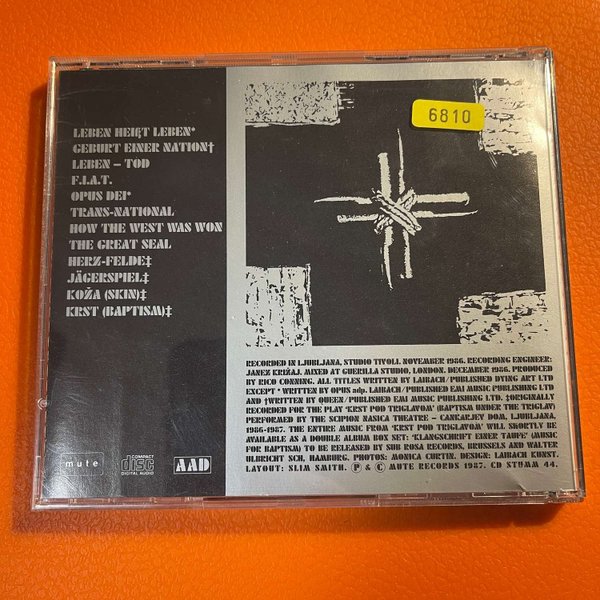 LEBEN HEIßT LEBEN*
GEBURT EINER NATION†
LEBEN – TOD
F.I.A.T.
OPUS DEI*
TRANS-NATIONAL
HOW THE WEST WAS WON
THE GREAT SEAL
HERZ-FELDE‡
JÄGERSPIEL‡
KOŽA (SKIN)‡
KRST (BAPTISM)‡
mute
COMPACT
disc
DIGITAL AUDIO
AAD
6810
RECORDED IN LJUBLJANA, STUDIO TIVOLI. NOVEMBER 1986. RECORDING ENGINEER:
JANEZ KRIŽAJ. MIXED AT GUERILLA STUDIO, LONDON. DECEMBER 1986. PRODUCED
BY RICO CONNING. ALL TITLES WRITTEN BY LAIBACH/PUBLISHED DYING ART LTD
EXCEPT * WRITTEN BY OPUS adp. LAIBACH/PUBLISHED EMI MUSIC PUBLISHING LTD
AND †WRITTEN BY QUEEN/PUBLISHED EMI MUSIC PUBLISHING LTD. ‡ORIGINALLY
RECORDED FOR THE PLAY 'KRST POD TRIGLAVOM' (BAPTISM UNDER THE TRIGLAV)
PERFORMED BY THE SCIPION NASICA THEATRE – CANKARJEV DOM, LJUBLJANA,
1986-1987. THE ENTIRE MUSIC FROM 'KRST POD TRIGLAVOM' WILL SHORTLY BE
AVAILABLE AS A DOUBLE ALBUM BOX SET: 'KLANGSCHRIFT EINER TAUFE' (MUSIC
FOR BAPTISM) TO BE RELEASED BY SUB ROSA RECORDS, BRUSSELS AND WALTER
ULBRICHT SCH, HAMBURG. PHOTOS: MONICA CURTIN. DESIGN: LAIBACH KUNST.
LAYOUT: SLIM SMITH. Ⓟ & © MUTE RECORDS 1987. CD STUMM 44.